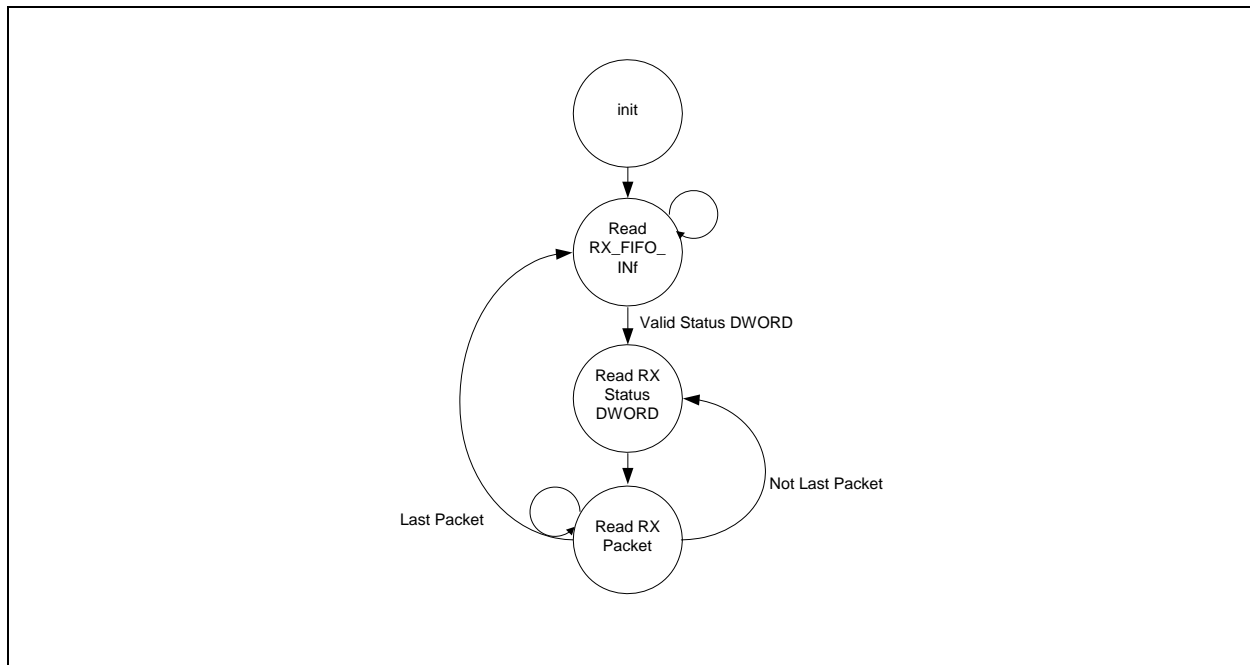 init
Read
RX_FIFO_
INf
Valid Status DWORD
Read RX
Status
DWORD
Not Last Packet
Last Packet
Read RX
Packet